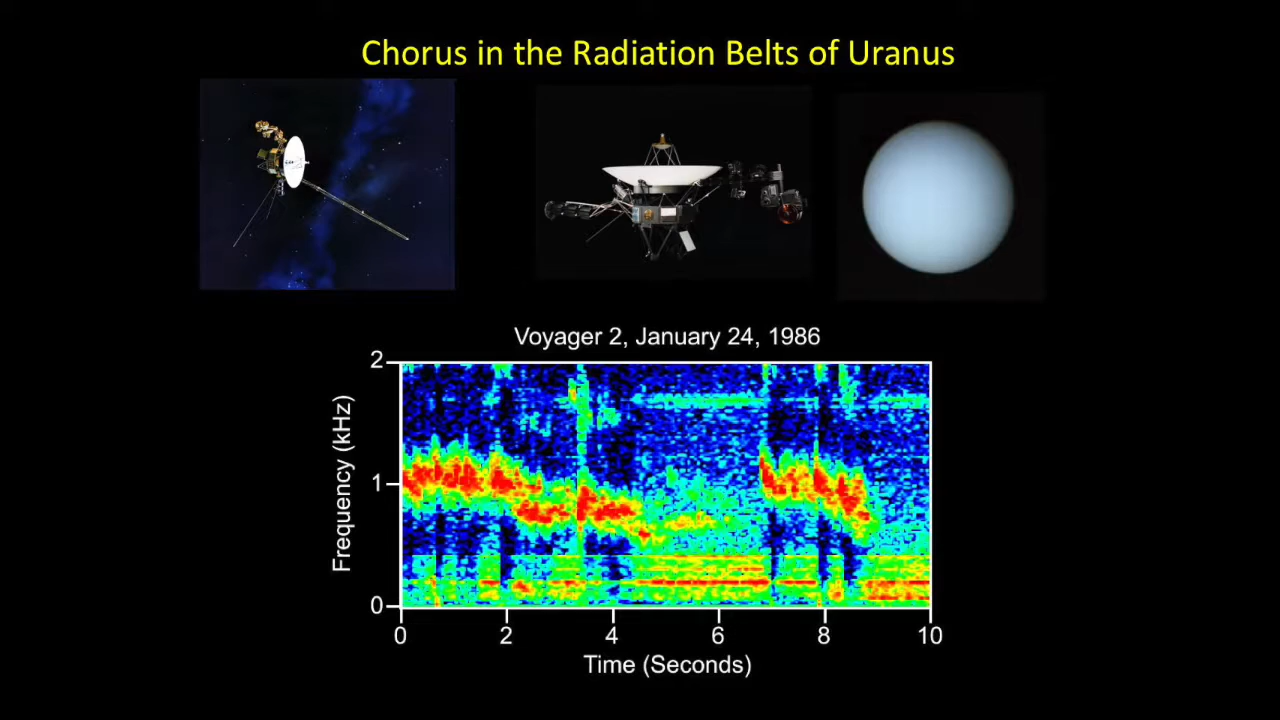 Chorus in the Radiation Belts of Uranus
Voyager 2, January 24, 1986
Frequency (kHz)
2
1
0
0 2 4 6 8 10
Time (Seconds)